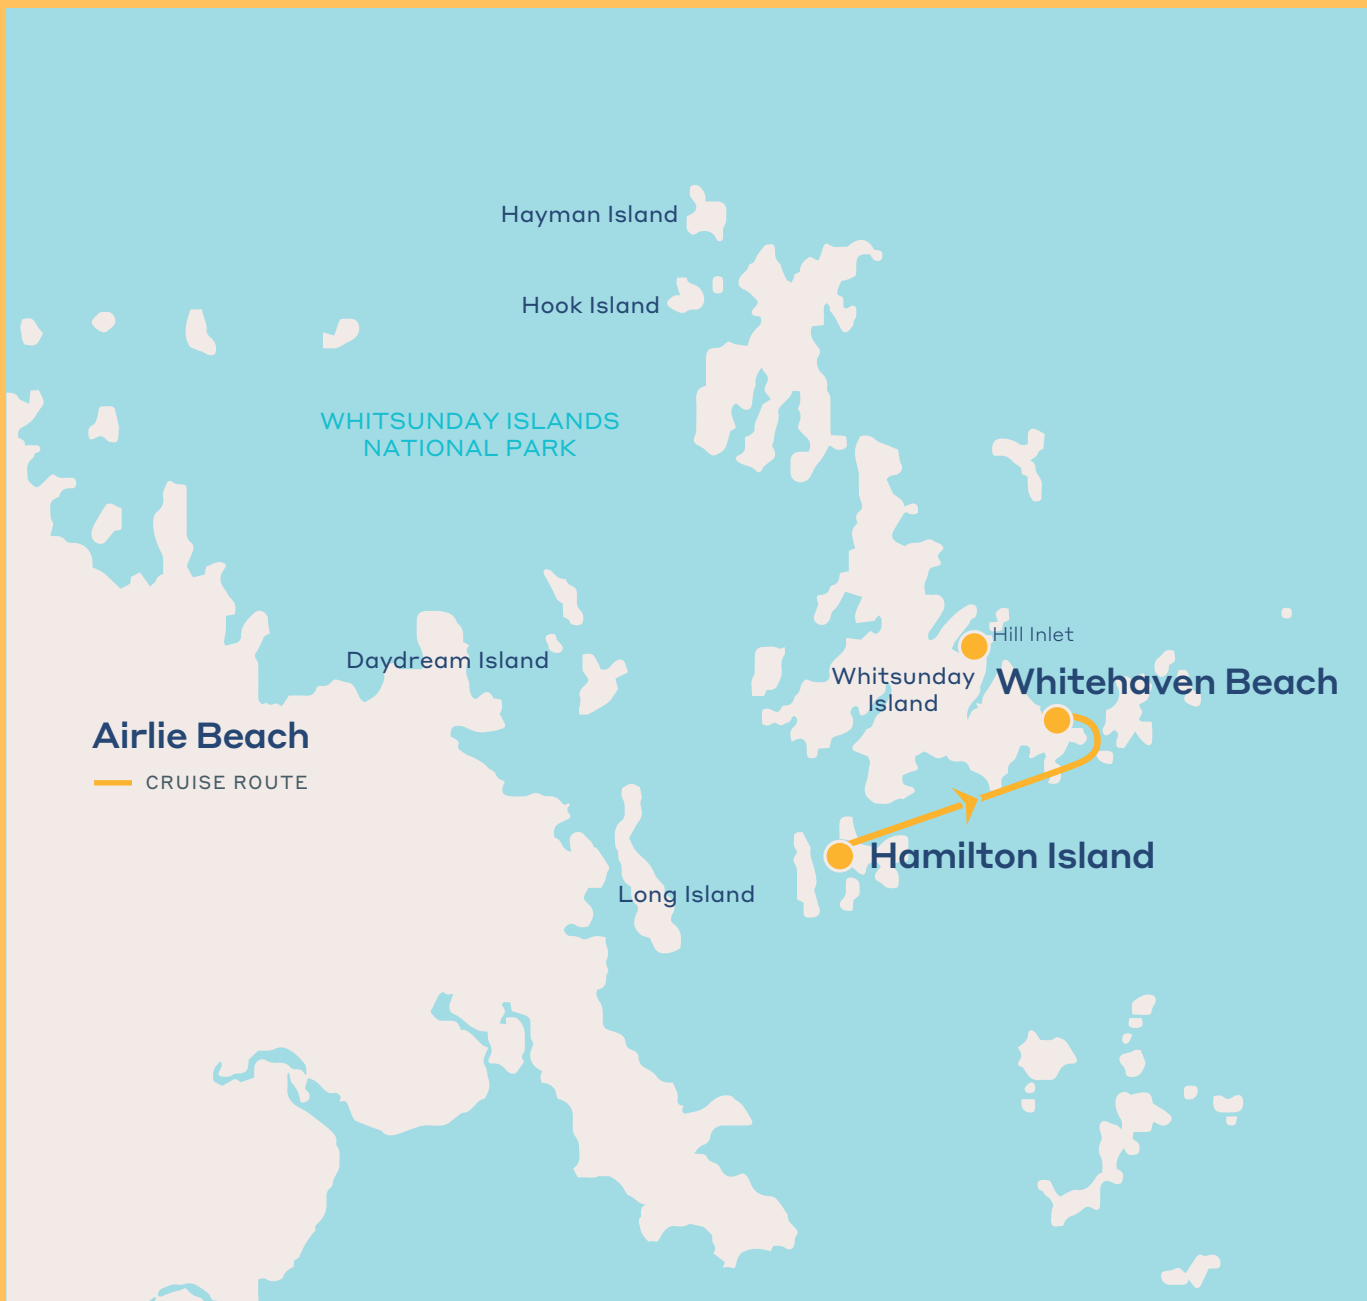 Hayman Island
Hook Island
WHITSUNDAY ISLANDS
NATIONAL PARK
Hill Inlet
Daydream Island
Whitsunday
Island
Whitehaven Beach
Airlie Beach
CRUISE ROUTE
Hamilton Island
Long Island